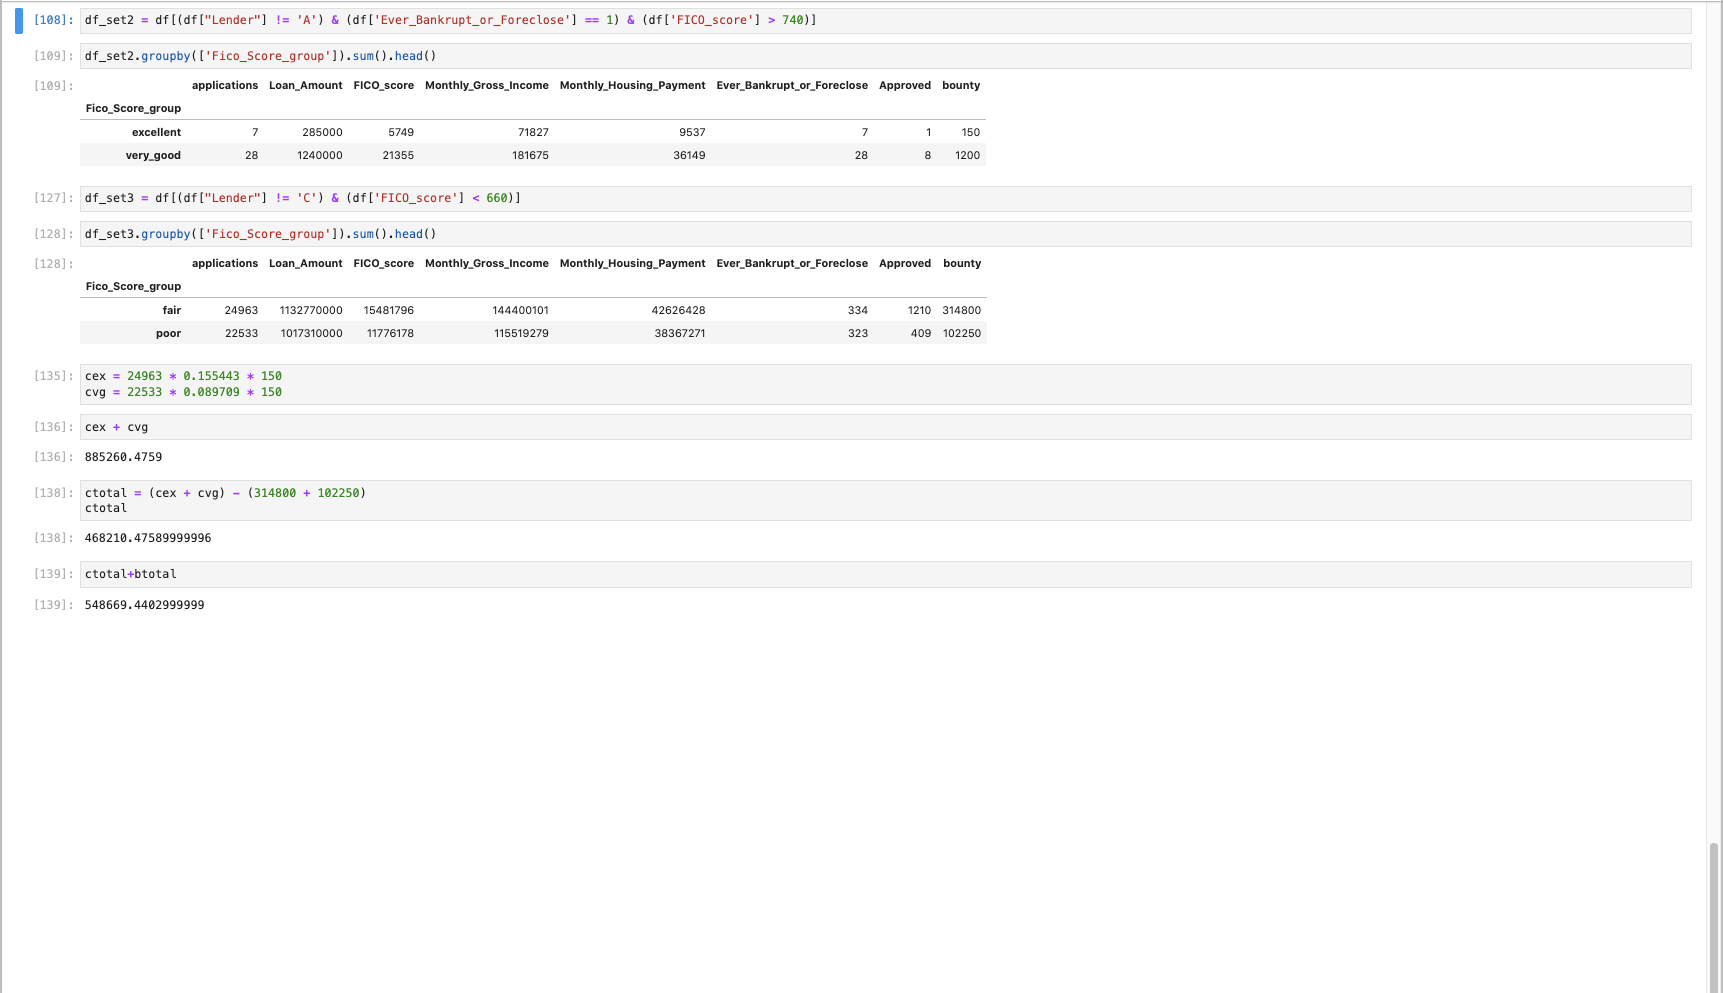 [108]: df_set2 = df[(df["Lender"] != 'A') & (df['Ever_Bankrupt_or_Foreclose'] == 1) & (df['FICO_score'] > 740)]
[109]: df_set2.groupby(['Fico_Score_group']).sum().head()
[109]: applications Loan_Amount FICO_score Monthly_Gross_Income Monthly_Housing_Payment Ever_Bankrupt_or_Foreclose Approved bounty
Fico_Score_group
excellent 7 285000 5749 71827 9537 7 1 150
very_good 28 1240000 21355 181675 36149 28 8 1200
[127]: df_set3 = df[(df["Lender"] != 'C') & (df['FICO_score'] < 660)]
[128]: df_set3.groupby(['Fico_Score_group']).sum().head()
[128]: applications Loan_Amount FICO_score Monthly_Gross_Income Monthly_Housing_Payment Ever_Bankrupt_or_Foreclose Approved bounty
Fico_Score_group
fair 24963 1132770000 15481796 144400101 42626428 334 1210 314800
poor 22533 1017310000 11776178 115519279 38367271 323 409 102250
[135]: cex = 24963 * 0.155443 * 150
cvg = 22533 * 0.089709 * 150
[136]: cex + cvg
[136]: 885260.4759
[138]: ctotal = (cex + cvg) - (314800 + 102250)
ctotal
[138]: 468210.47589999996
[139]: ctotal+btotal
[139]: 548669.4402999999